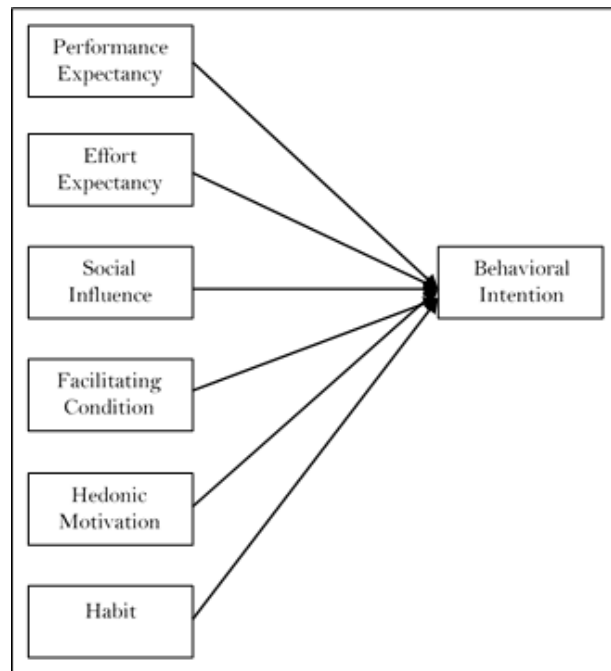 Performance
Expectancy
Effort
Expectancy
Social
Influence
Behavioral
Intention
Facilitating
Condition
Hedonic
Motivation
Habit